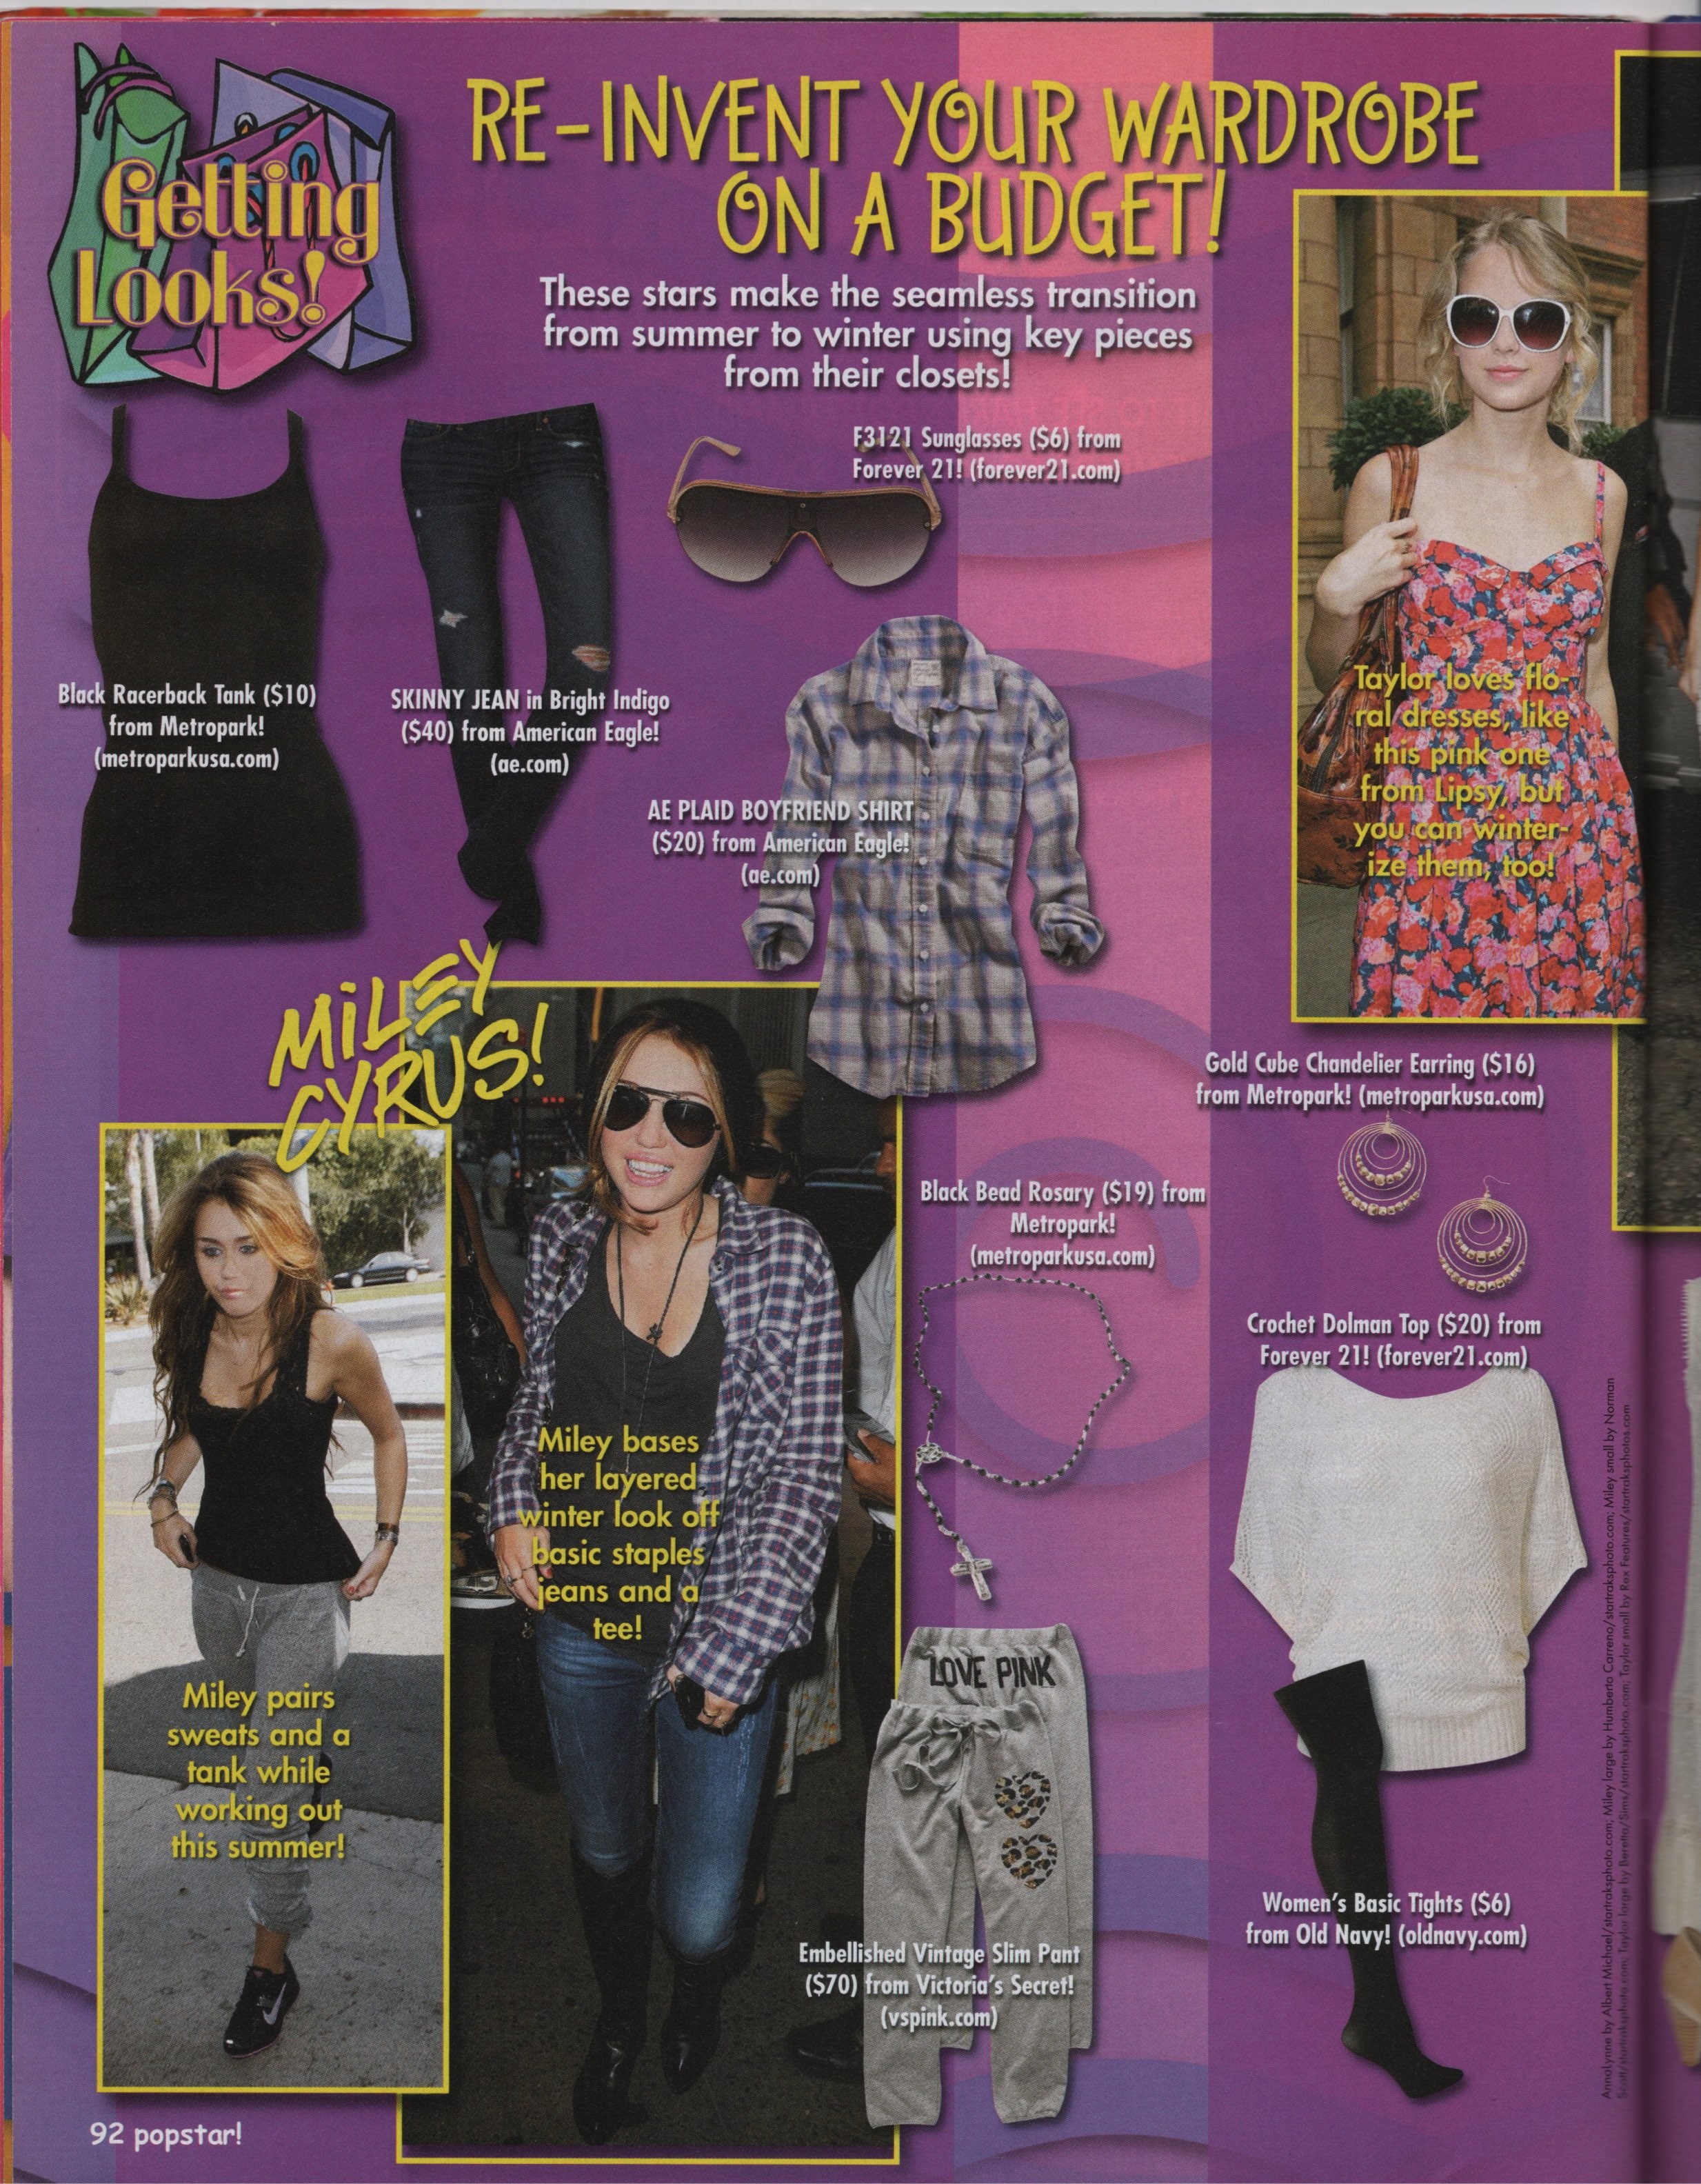 Getting
Looks!
RE-INVENT YOUR WARDROBE
ON A BUDGET!
These stars make the seamless transition
from summer to winter using key pieces
from their closets!
F3121 Sunglasses ($6) from
Forever 21! (forever21.com)
Black Racerback Tank ($10)
from Metropark!
(metroparkusa.com)
SKINNY JEAN in Bright Indigo
($40) from American Eagle!
(ae.com)
AE PLAID BOYFRIEND SHIRT
($20) from American Eagle!
(ae.com)
Taylor loves flo-
ral dresses, like
this pink one
from Lipsy, but
you can winter-
ize them, too!
MILEY
CYRUS!
Gold Cube Chandelier Earring ($16)
from Metropark! (metroparkusa.com)
Black Bead Rosary ($19) from
Metropark!
(metroparkusa.com)
Crochet Dolman Top ($20) from
Forever 21! (forever21.com)
Miley bases
her layered
winter look off
basic staples
jeans and a
tee!
Miley pairs
sweats and a
tank while
working out
this summer!
LOVE PINK
Embellished Vintage Slim Pant
($70) from Victoria's Secret!
(vspink.com)
Women's Basic Tights ($6)
from Old Navy! (oldnavy.com)
AnnaLynne by Albert Michael/startraksphoto.com; Miley large by Humberto Carreno/startraksphoto.com; Miley small by Norman
Scott/startraksphoto.com; Taylor large by Beretta/Sims/startraksphoto.com; Taylor small by Rex Features/startraksphotos.com
92 popstar!